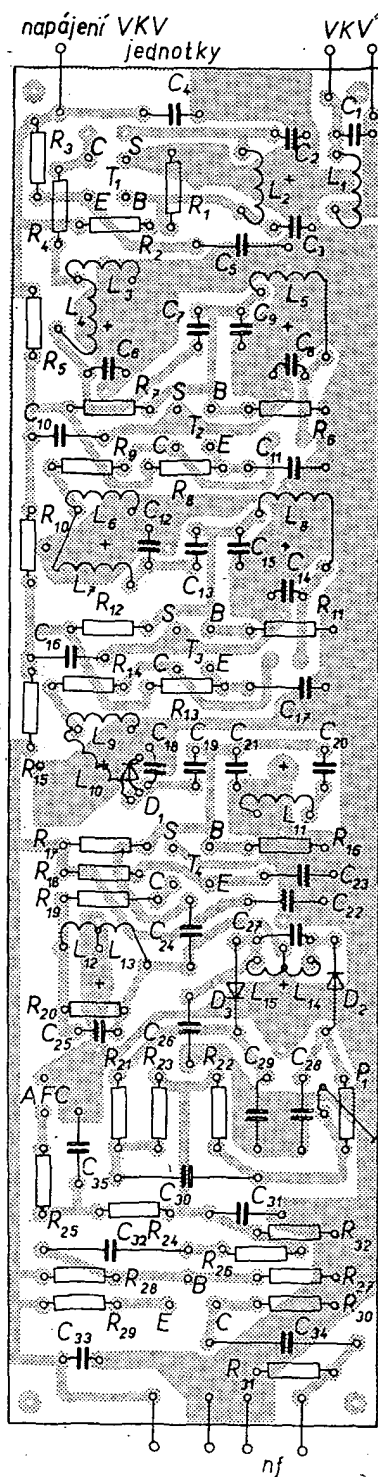 napájení VKV VKV
jednotky
C4 C1
R3 C S C2
T1 L2 L1
E B R1
R4 R2 C3
C5
L3 L5
L4 C7 C9
R5 C6 C8
R7 S B
C10 T2 R6
R9 C E C11
R8
R10 L6 C12 L8
C13 C15 C14
L7
R12 S B R11
C16 T3
R14 C E
R13 C17
L9 C18 C19 C21 C20
R15 L10
D1 L11
R17 S B R16
R18 T4
C E C23
R19 C22
C24 C27
L12 L13 D3 L15 L14 D2
R20
C25 C26
R21 R23 R22 C29 C28 P1
AFC
C35 C30
C31
R25 C32 R24 R32
R26
R28 B R27
R29 E C R30
C33 C34
R31
nf